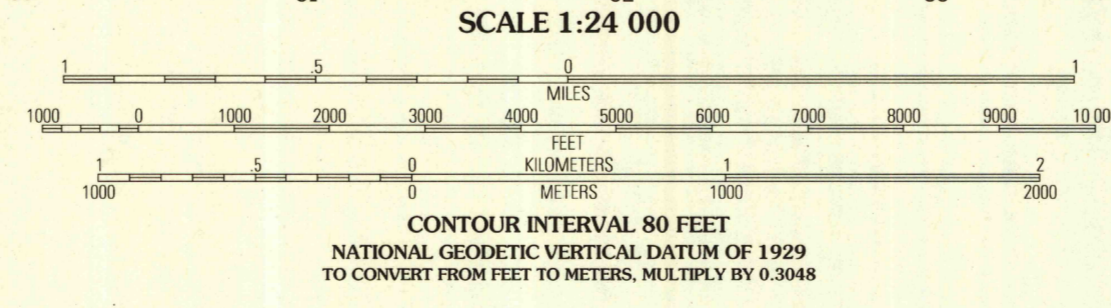 SCALE 1:24 000
1 .5 0 1
MILES
1000 0 1000 2000 3000 4000 5000 6000 7000 8000 9000 10 00
FEET
1 .5 0 KILOMETERS 1 2
1000 0 METERS 1000 2000
CONTOUR INTERVAL 80 FEET
NATIONAL GEODETIC VERTICAL DATUM OF 1929
TO CONVERT FROM FEET TO METERS, MULTIPLY BY 0.3048